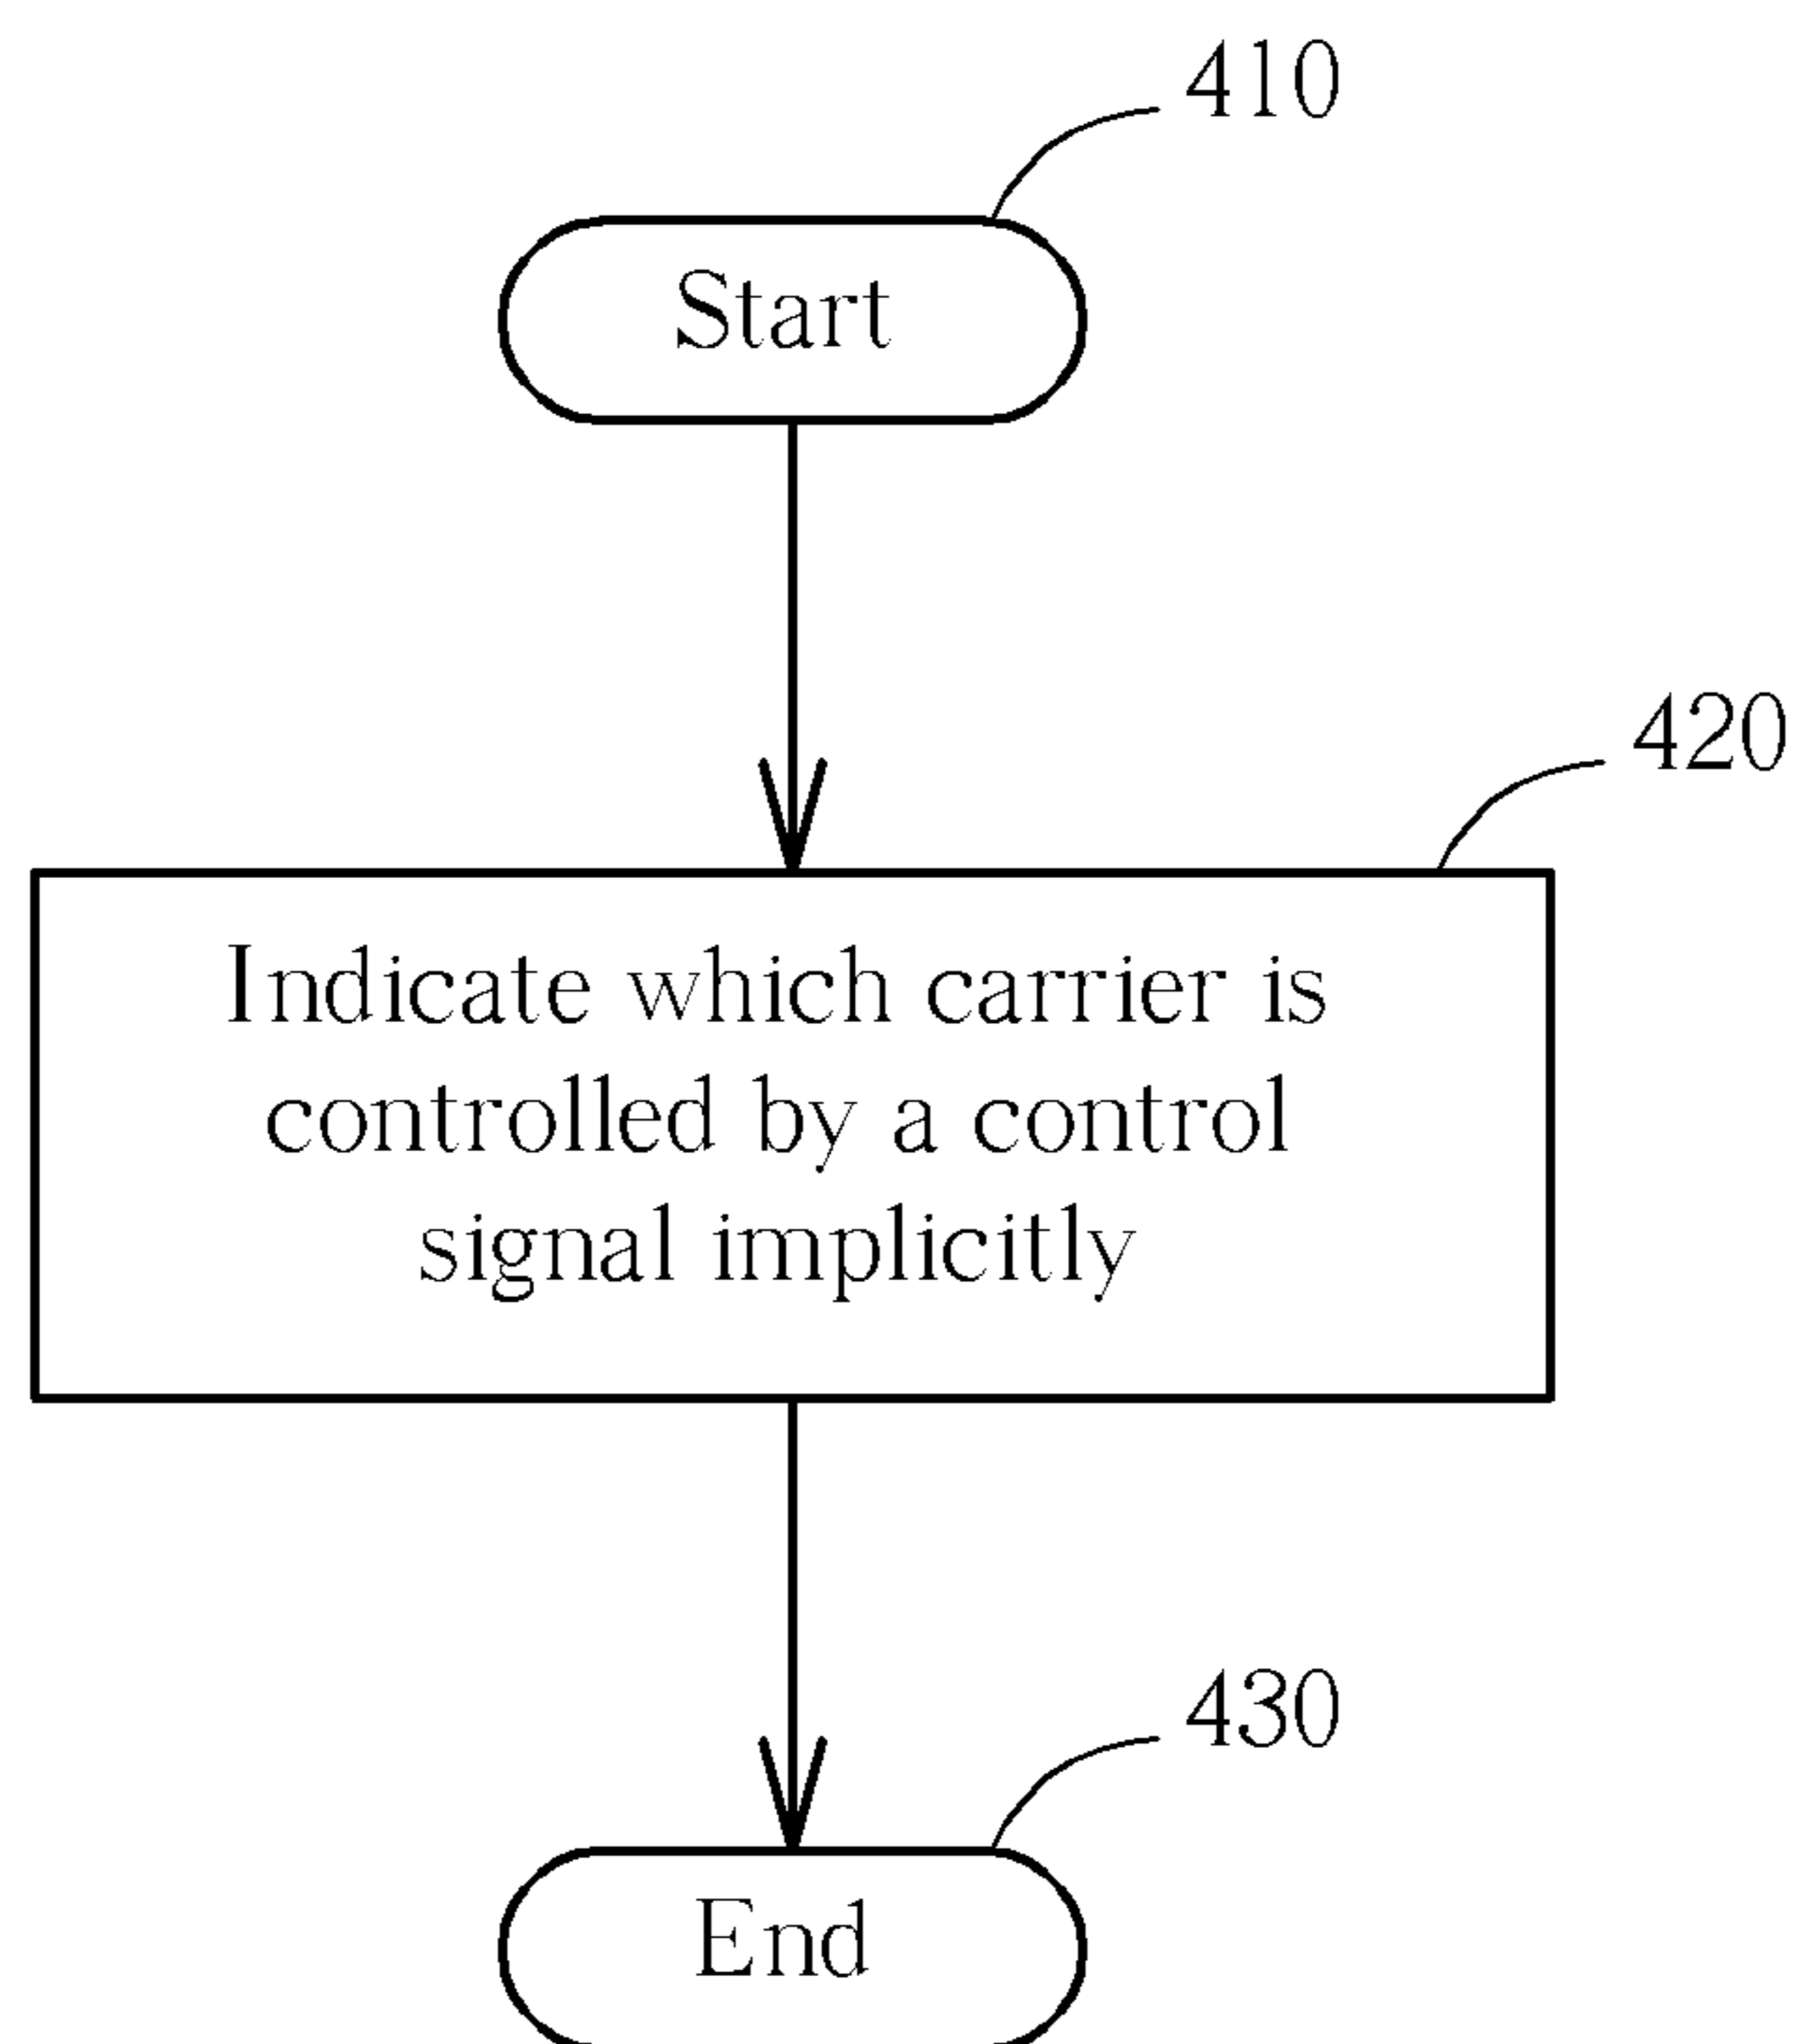 410
Start
420
Indicate which carrier is
controlled by a control
signal implicitly
430
End